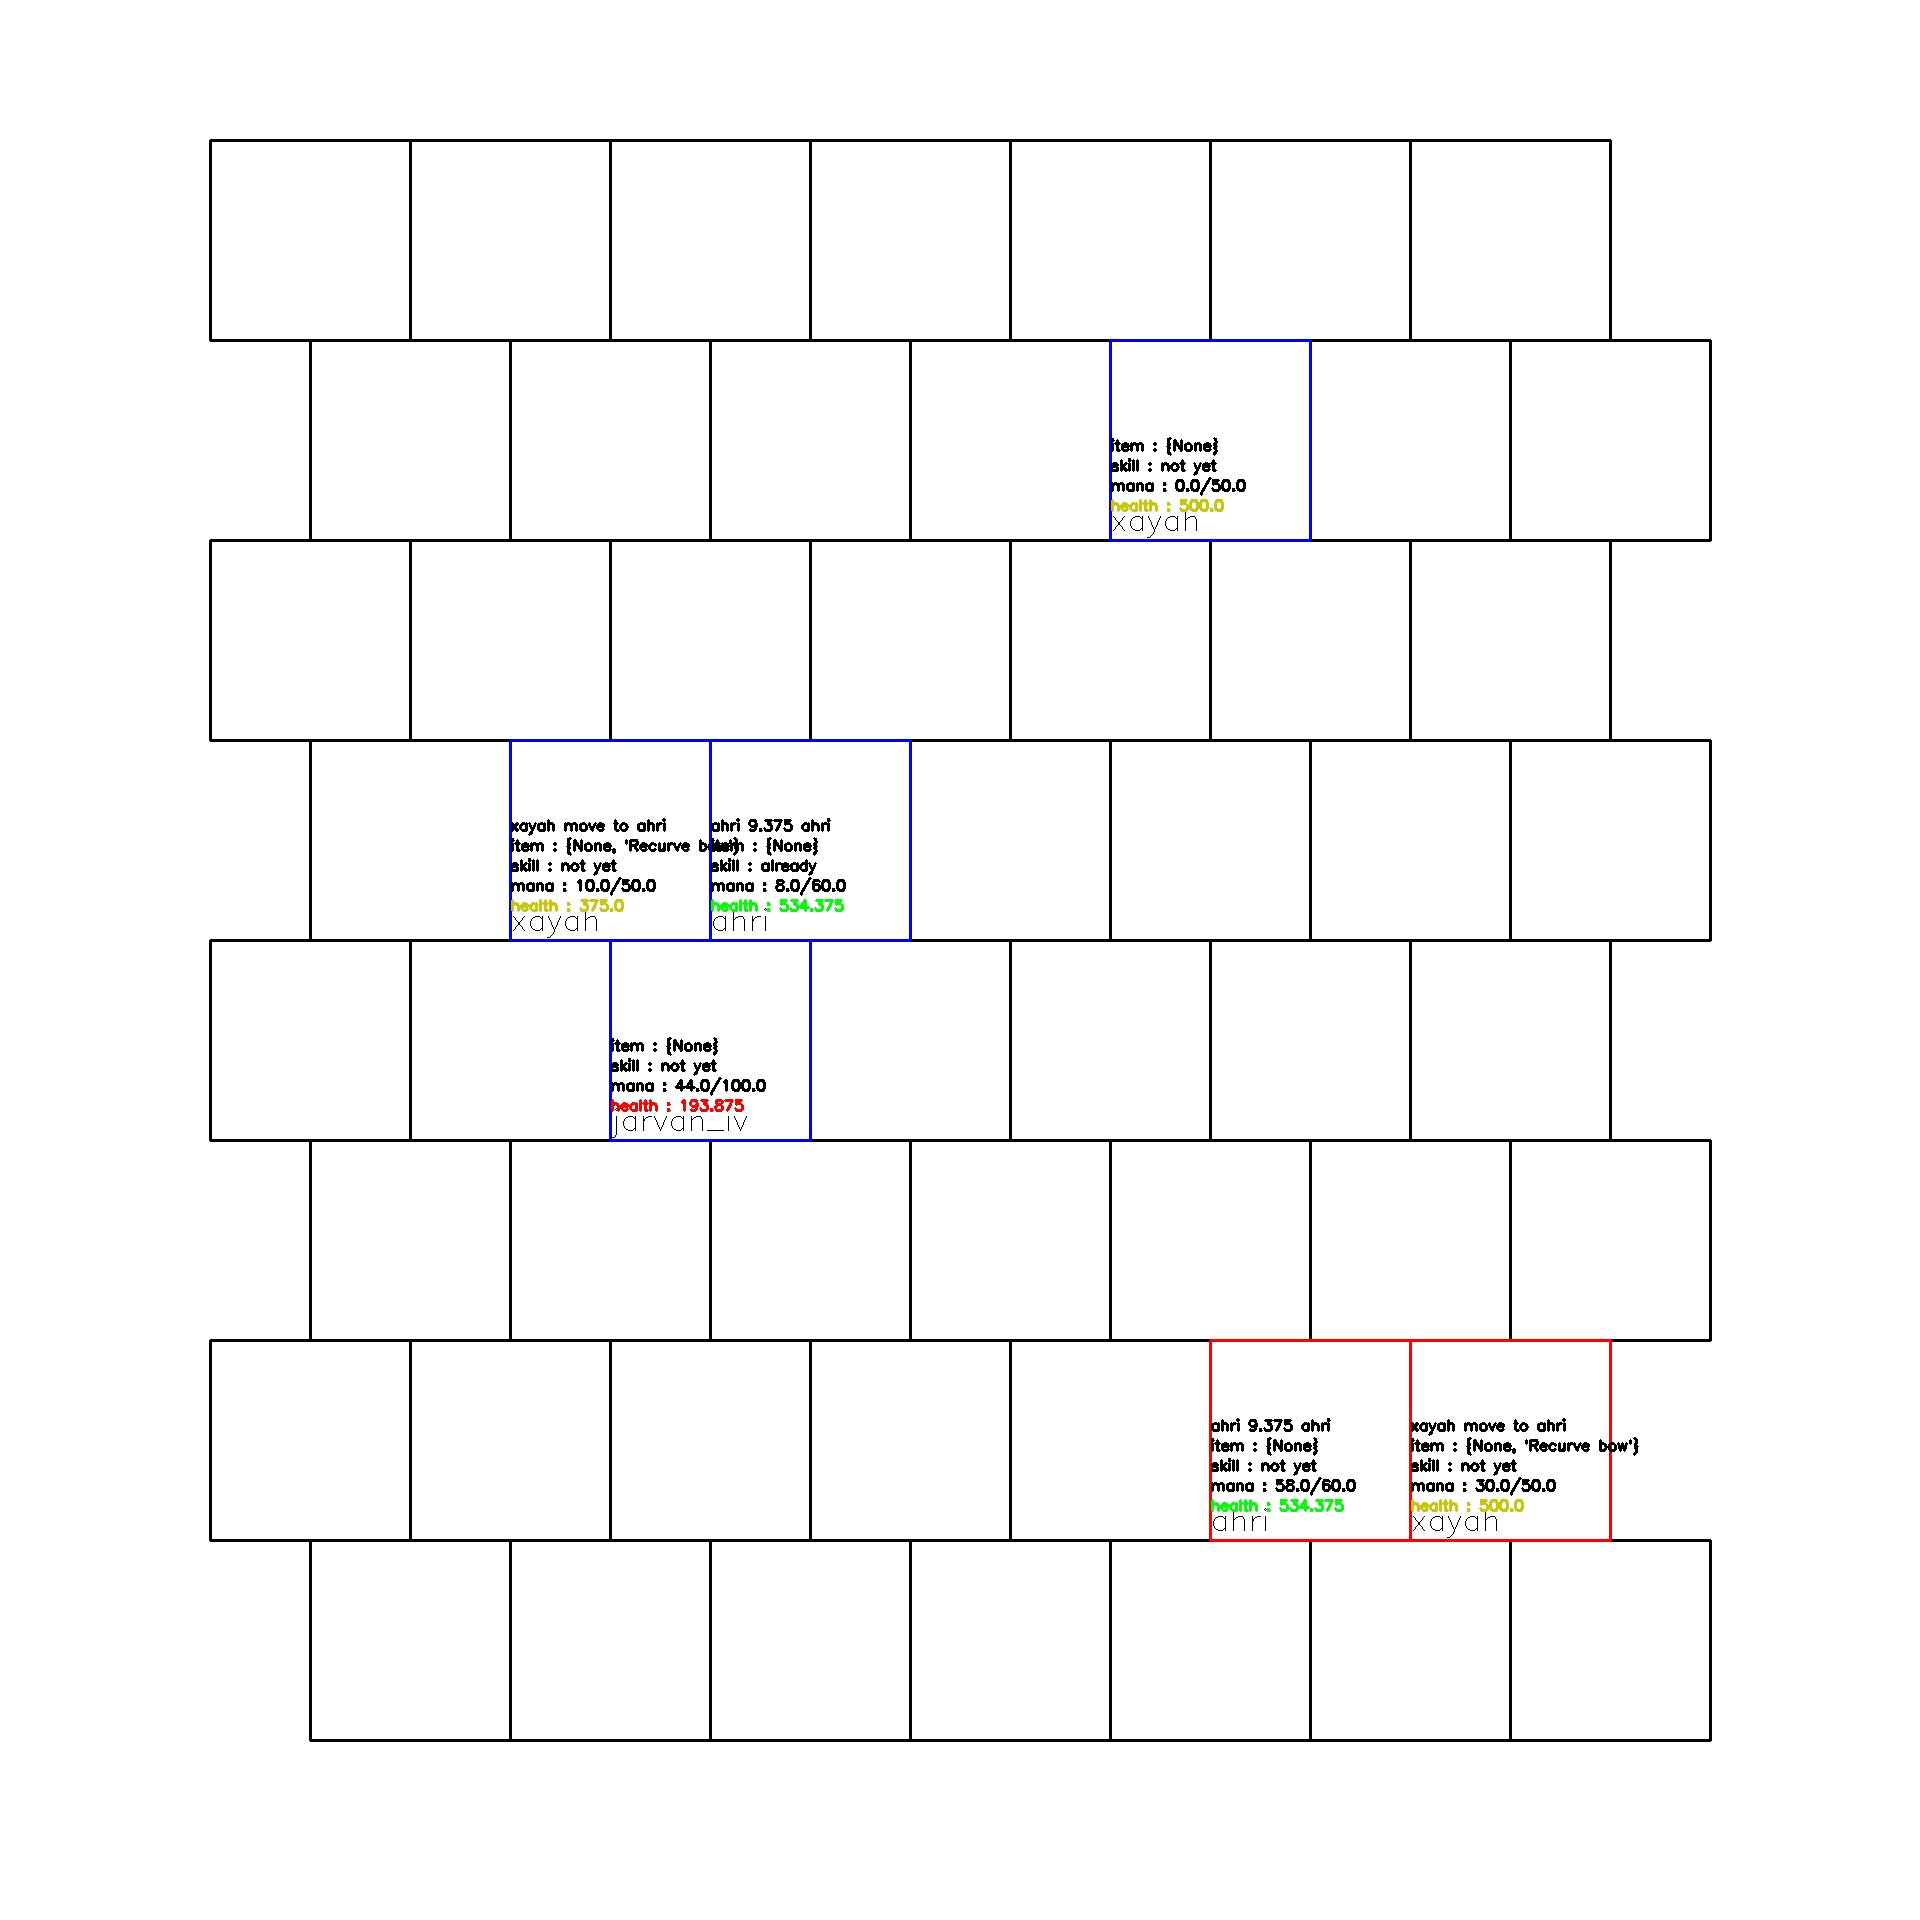 item : {None}
skill : not yet
mana : 0.0/50.0
health : 500.0
xayah
xayah move to ahri
item : {None, 'Recurve bow'}
skill : not yet
mana : 10.0/50.0
health : 375.0
xayah
ahri 9.375 ahri
item : {None}
skill : already
mana : 8.0/60.0
health : 534.375
ahri
item : {None}
skill : not yet
mana : 44.0/100.0
health : 193.875
jarvan_iv
ahri 9.375 ahri
item : {None}
skill : not yet
mana : 58.0/60.0
health : 534.375
ahri
xayah move to ahri
item : {None, 'Recurve bow'}
skill : not yet
mana : 30.0/50.0
health : 500.0
xayah